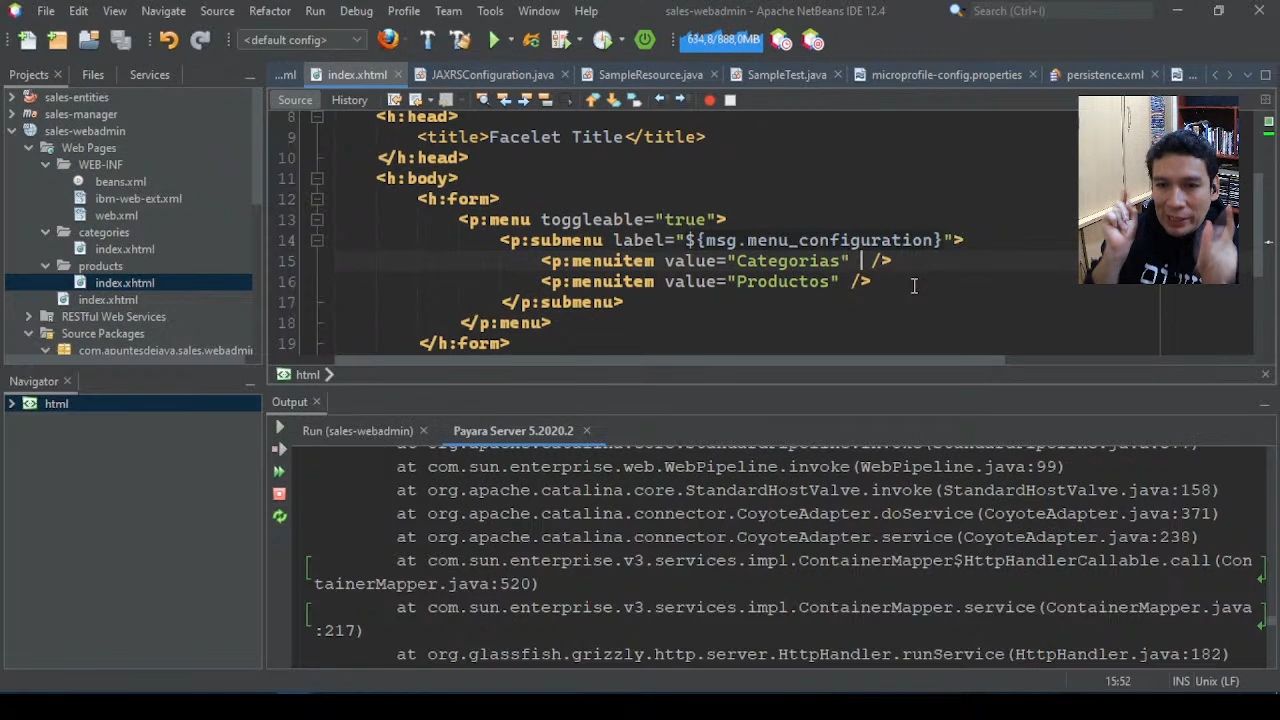 File Edit View Navigate Source Refactor Run Debug Profile Team Tools Window Help sales-webadmin - Apache NetBeans IDE 12.4 Search (Ctrl+I)
<default config> 634,8/888,0MB
Projects Files Services
...ml index.xhtml JAXRSConfiguration.java SampleResource.java SampleTest.java microprofile-config.properties persistence.xml ...
Source History
sales-entities
sales-manager
sales-webadmin
Web Pages
WEB-INF
beans.xml
ibm-web-ext.xml
web.xml
categories
index.xhtml
products
index.xhtml
index.xhtml
RESTful Web Services
Source Packages
com.apuntesdejava.sales.webadmin
8 <h:head>
9 <title>Facelet Title</title>
10 </h:head>
11 <h:body>
12 <h:form>
13 <p:menu toggleable="true">
14 <p:submenu label="${msg.menu_configuration}">
15 <p:menuitem value="Categorias" />
16 <p:menuitem value="Productos" />
17 </p:submenu>
18 </p:menu>
19 </h:form>
html
Navigator
html
Output
Run (sales-webadmin) Payara Server 5.2020.2
at com.sun.enterprise.web.WebPipeline.invoke(WebPipeline.java:99)
at org.apache.catalina.core.StandardHostValve.invoke(StandardHostValve.java:158)
at org.apache.catalina.connector.CoyoteAdapter.doService(CoyoteAdapter.java:371)
at org.apache.catalina.connector.CoyoteAdapter.service(CoyoteAdapter.java:238)
at com.sun.enterprise.v3.services.impl.ContainerMapper$HttpHandlerCallable.call(Con
tainerMapper.java:520)
at com.sun.enterprise.v3.services.impl.ContainerMapper.service(ContainerMapper.java
:217)
at org.glassfish.grizzly.http.server.HttpHandler.runService(HttpHandler.java:182)
15:52 INS Unix (LF)